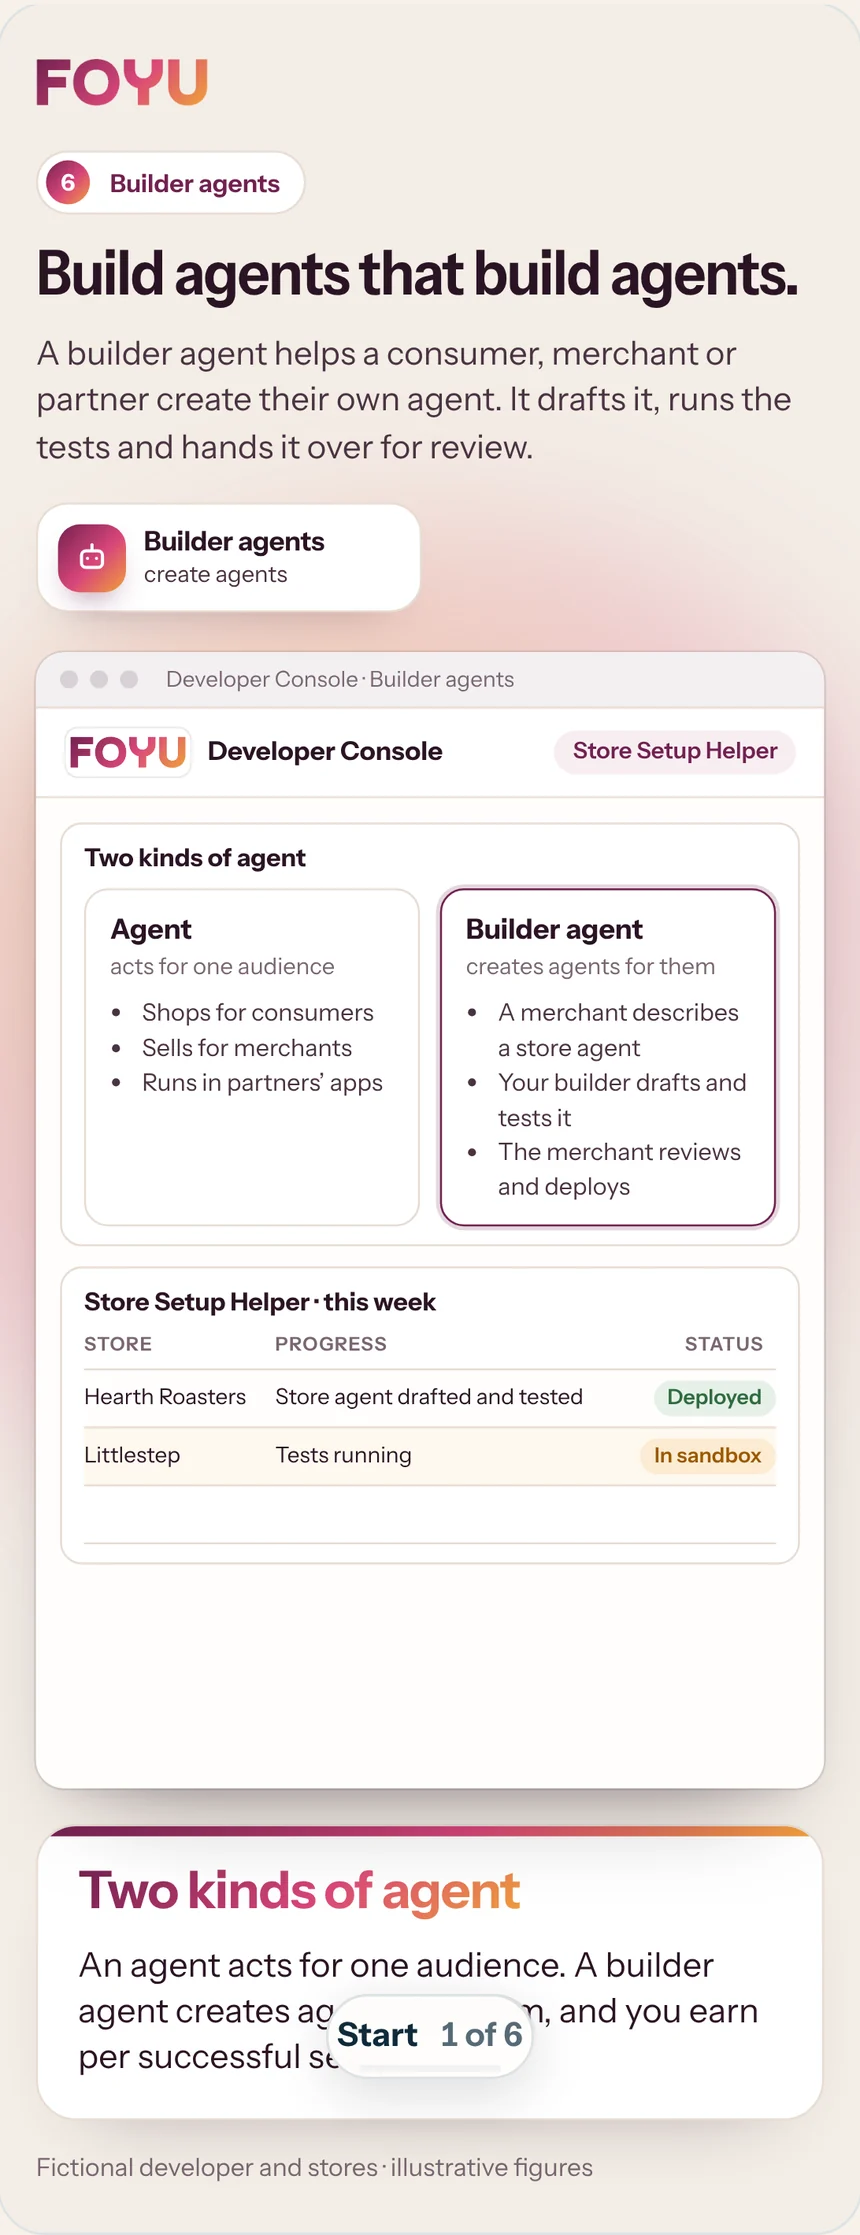 FOYU
6 Builder agents
Build agents that build agents.
A builder agent helps a consumer, merchant or
partner create their own agent. It drafts it, runs the
tests and hands it over for review.
Builder agents
create agents
Developer Console · Builder agents
FOYU Developer Console Store Setup Helper
Two kinds of agent
Agent
acts for one audience
• Shops for consumers
• Sells for merchants
• Runs in partners’ apps
Builder agent
creates agents for them
• A merchant describes
a store agent
• Your builder drafts and
tests it
• The merchant reviews
and deploys
Store Setup Helper · this week
STORE PROGRESS STATUS
Hearth Roasters Store agent drafted and tested Deployed
Littlestep Tests running In sandbox
Two kinds of agent
An agent acts for one audience. A builder
agent creates and you earn
per successful
Start 1 of 6
Fictional developer and stores · illustrative figures